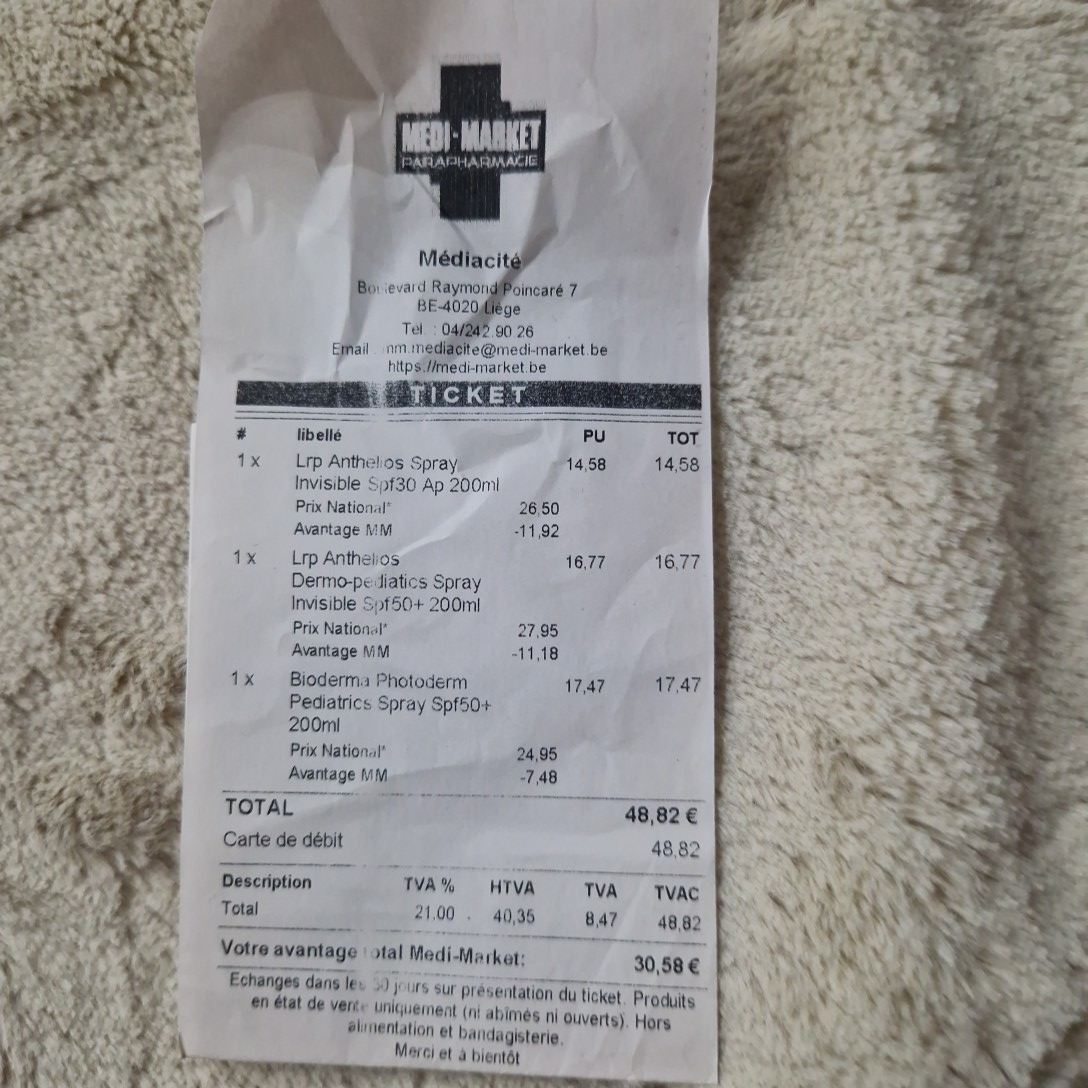 MEDI-MARKET
PARAPHARMACIE
Médiacité
Boulevard Raymond Poincaré 7
BE-4020 Liège
Tel. : 04/242.90.26
Email : mm.mediacite@medi-market.be
https://medi-market.be
TICKET
# libellé PU TOT
1 x Lrp Anthelios Spray 14,58 14,58
Invisible Spf30 Ap 200ml
Prix National* 26,50
Avantage MM -11,92
1 x Lrp Anthelios 16,77 16,77
Dermo-pediatics Spray
Invisible Spf50+ 200ml
Prix National* 27,95
Avantage MM -11,18
1 x Bioderma Photoderm 17,47 17,47
Pediatrics Spray Spf50+
200ml
Prix National* 24,95
Avantage MM -7,48
TOTAL 48,82 €
Carte de débit 48,82
Description TVA % HTVA TVA TVAC
Total 21.00 40,35 8,47 48,82
Votre avantage total Medi-Market: 30,58 €
Echanges dans les 30 jours sur présentation du ticket. Produits
en état de vente uniquement (ni abîmés ni ouverts). Hors
alimentation et bandagisterie.
Merci et à bientôt